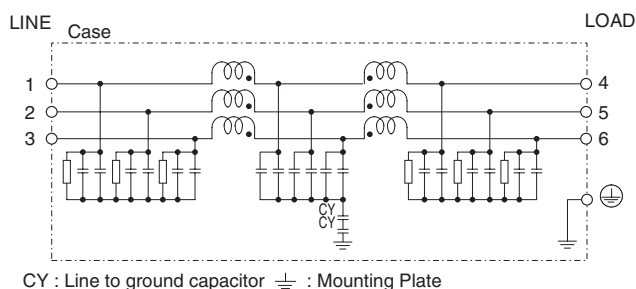 LINE
LOAD
Case
1
4
2
5
3
6
CY
CY
CY : Line to ground capacitor ⏚ : Mounting Plate